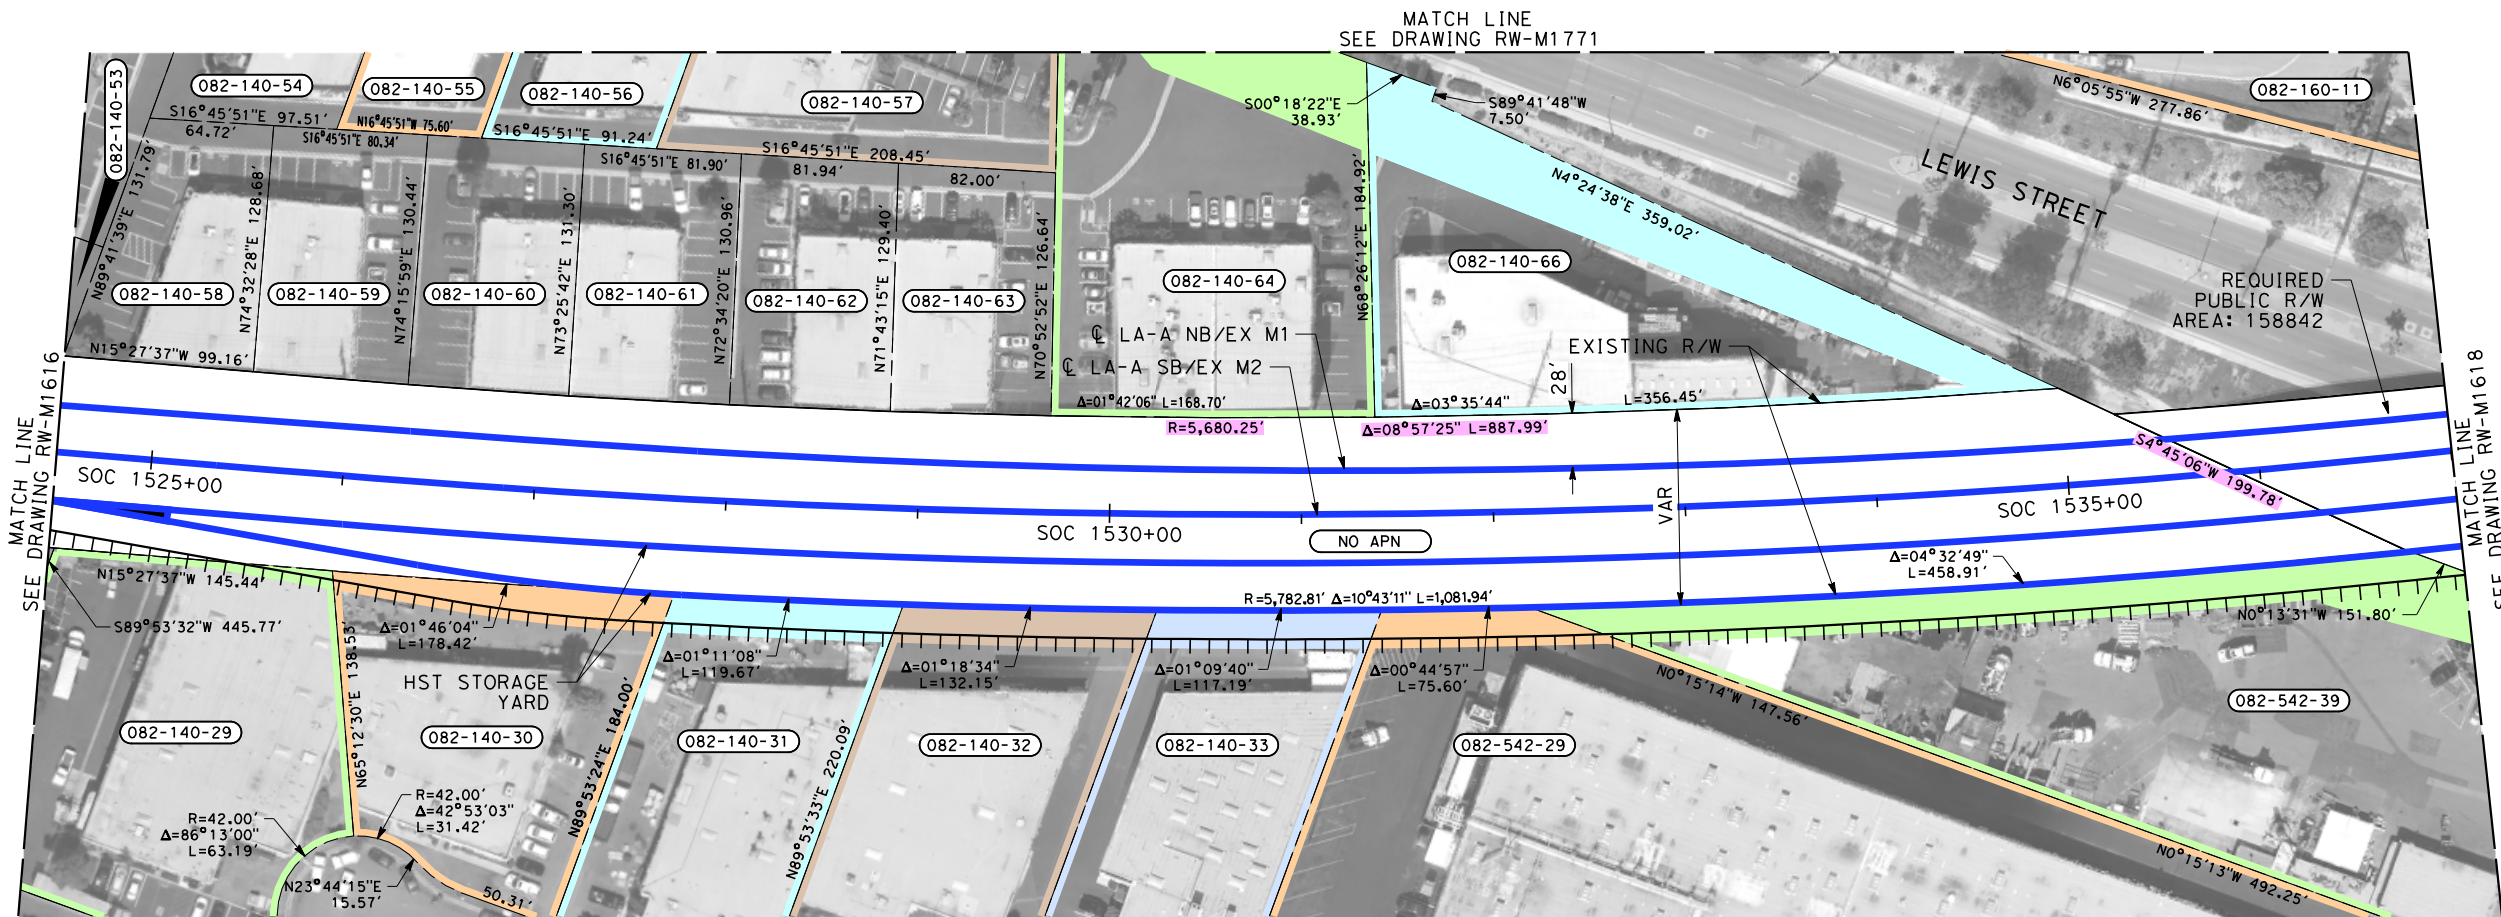 MATCH LINE
SEE DRAWING RW-M1771
082-140-53
082-140-54
082-140-55
082-140-56
082-140-57
082-160-11
S16°45'51"E 97.51'
64.72'
N16°45'51"W 75.60'
S16°45'51"E 80.34'
S16°45'51"E 91.24'
S16°45'51"E 81.90'
S16°45'51"E 208.45'
81.94'
82.00'
S00°18'22"E
38.93'
S89°41'48"W
7.50'
N6°05'55"W 277.86'
LEWIS STREET
N4°24'38"E 359.02'
N89°41'39"E 131.79'
N74°32'28"E 128.68'
N74°15'59"E 130.44'
N73°25'42"E 131.30'
N72°34'20"E 130.96'
N71°43'15"E 129.40'
N70°52'52"E 126.64'
N68°26'12"E 184.92'
082-140-58
082-140-59
082-140-60
082-140-61
082-140-62
082-140-63
082-140-64
082-140-66
REQUIRED
PUBLIC R/W
AREA: 158842
℄ LA-A NB/EX M1
℄ LA-A SB/EX M2
EXISTING R/W
28'
N15°27'37"W 99.16'
Δ=01°42'06" L=168.70'
Δ=03°35'44"
L=356.45'
R=5,680.25'
Δ=08°57'25" L=887.99'
S4°45'06"W 199.78'
MATCH LINE
SEE DRAWING RW-M1616
MATCH LINE
SEE DRAWING RW-M1618
SOC 1525+00
SOC 1530+00
SOC 1535+00
NO APN
VAR
Δ=04°32'49"
L=458.91'
R=5,782.81' Δ=10°43'11" L=1,081.94'
N15°27'37"W 145.44'
S89°53'32"W 445.77'
Δ=01°46'04"
L=178.42'
HST STORAGE
YARD
Δ=01°11'08"
L=119.67'
Δ=01°18'34"
L=132.15'
Δ=01°09'40"
L=117.19'
Δ=00°44'57"
L=75.60'
N0°13'31"W 151.80'
N0°15'14"W 147.56'
N65°12'30"E 138.53'
N89°53'24"E 184.00'
N89°53'33"E 220.09'
082-140-29
082-140-30
082-140-31
082-140-32
082-140-33
082-542-29
082-542-39
R=42.00'
Δ=42°53'03"
L=31.42'
R=42.00'
Δ=86°13'00"
L=63.19'
N23°44'15"E
15.57'
50.31'
N0°15'13"W 492.25'